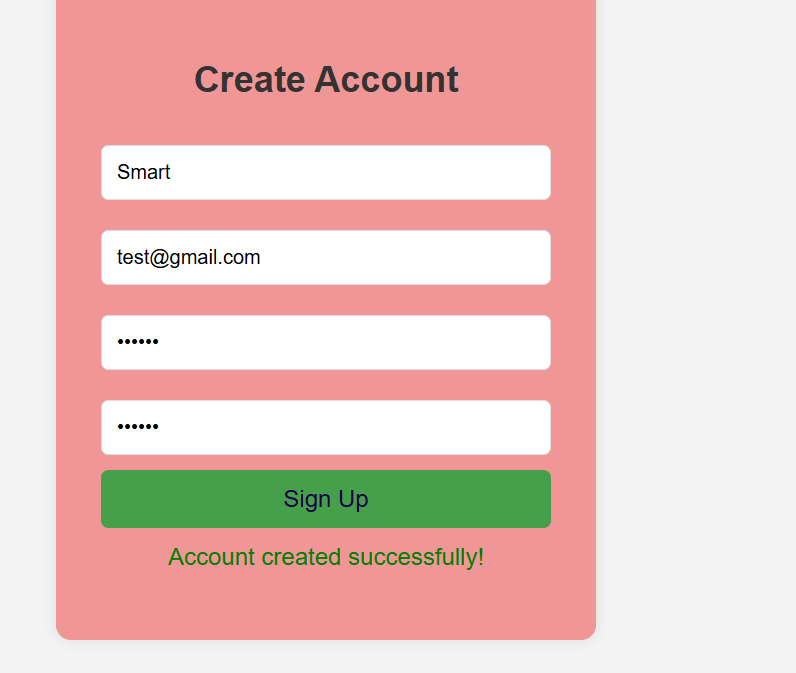 Create Account
Smart
test@gmail.com
••••••
••••••
Sign Up
Account created successfully!